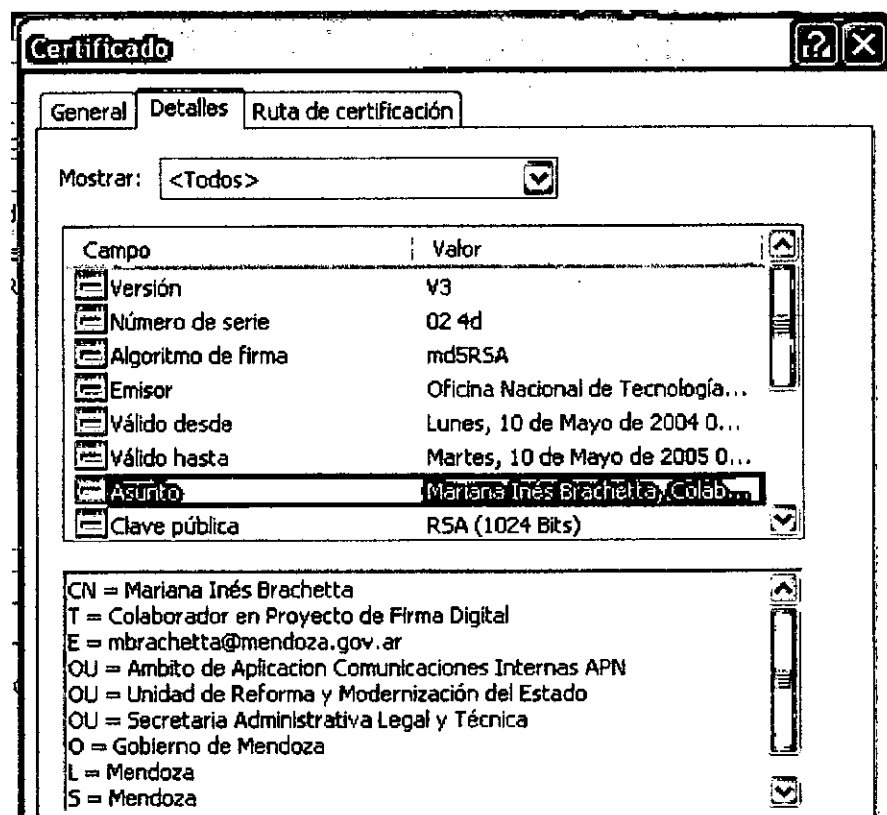 Certificado
General Detalles Ruta de certificación
Mostrar: <Todos>
Campo Valor
Versión V3
Número de serie 02 4d
Algoritmo de firma md5RSA
Emisor Oficina Nacional de Tecnología...
Válido desde Lunes, 10 de Mayo de 2004 0...
Válido hasta Martes, 10 de Mayo de 2005 0...
Asunto Mariana Inés Brachetta, Colab...
Clave pública RSA (1024 Bits)
CN = Mariana Inés Brachetta
T = Colaborador en Proyecto de Firma Digital
E = mbrachetta@mendoza.gov.ar
OU = Ambito de Aplicacion Comunicaciones Internas APN
OU = Unidad de Reforma y Modernización del Estado
OU = Secretaria Administrativa Legal y Técnica
O = Gobierno de Mendoza
L = Mendoza
S = Mendoza